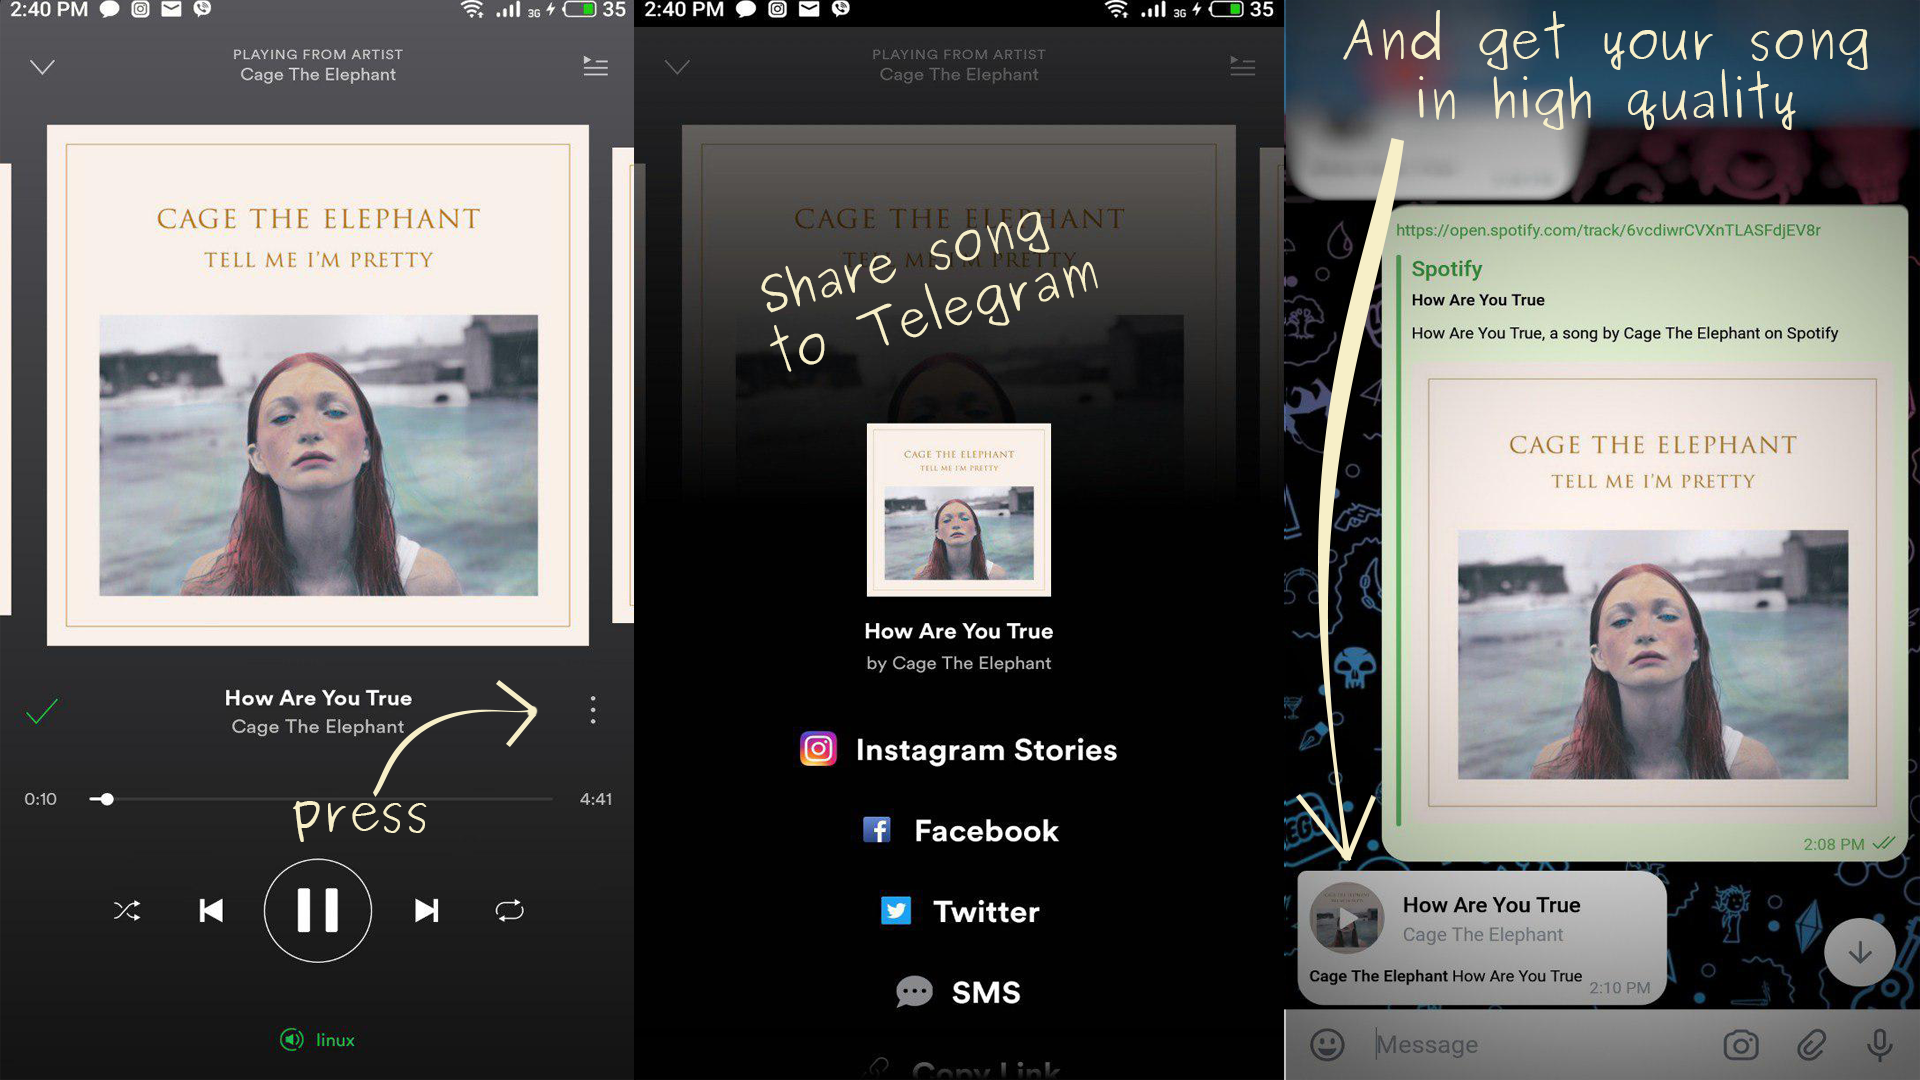 2:40 PM
3G
35
PLAYING FROM ARTIST
Cage The Elephant
CAGE THE ELEPHANT
TELL ME I'M PRETTY
How Are You True
Cage The Elephant
0:10
4:41
press
linux
2:40 PM
3G
35
PLAYING FROM ARTIST
Cage The Elephant
CAGE THE ELEPHANT
TELL ME I'M PRETTY
Share song
to Telegram
CAGE THE ELEPHANT
TELL ME I'M PRETTY
How Are You True
by Cage The Elephant
Instagram Stories
Facebook
Twitter
SMS
Copy Link
And get your song
in high quality
https://open.spotify.com/track/6vcdiwrCVXnTLASFdjEV8r
Spotify
How Are You True
How Are You True, a song by Cage The Elephant on Spotify
CAGE THE ELEPHANT
TELL ME I'M PRETTY
2:08 PM
How Are You True
Cage The Elephant
Cage The Elephant How Are You True
2:10 PM
Message